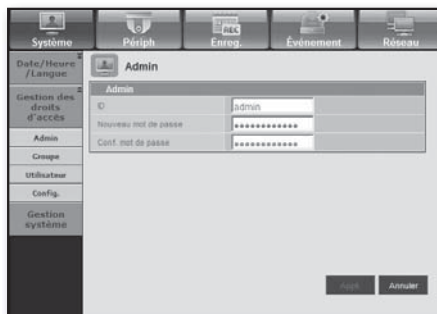 Système
Périph
Enreg.
Événement
Réseau
REC
Date/Heure
/Langue
Gestion des
droits
d'accès
Admin
Groupe
Utilisateur
Config.
Gestion
système
Admin
Admin
ID
admin
Nouveau mot de passe
************
Conf. mot de passe
************
Appli.
Annuler